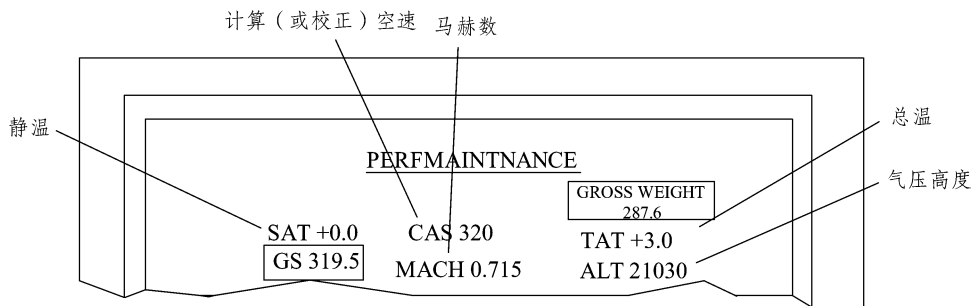 计算（或校正）空速 马赫数
静温
总温
PERFMAINTNANCE
气压高度
GROSS WEIGHT
287.6
SAT +0.0 CAS 320 TAT +3.0
GS 319.5 MACH 0.715 ALT 21030